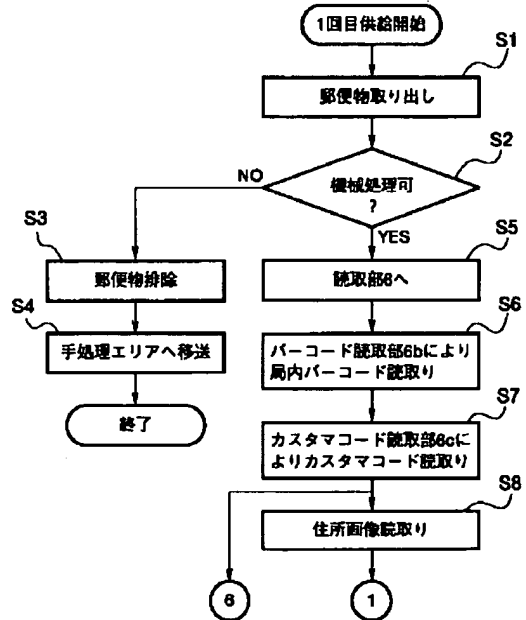 1回目供給開始
S1
郵便物取り出し
S2
機械処理可
?
NO
YES
S3
郵便物排除
S5
読取部6へ
S4
手処理エリアへ移送
S6
バーコード読取部6bにより
局内バーコード読取り
終了
S7
カスタマコード読取部6cに
よりカスタマコード読取り
S8
住所画像読取り
6
1